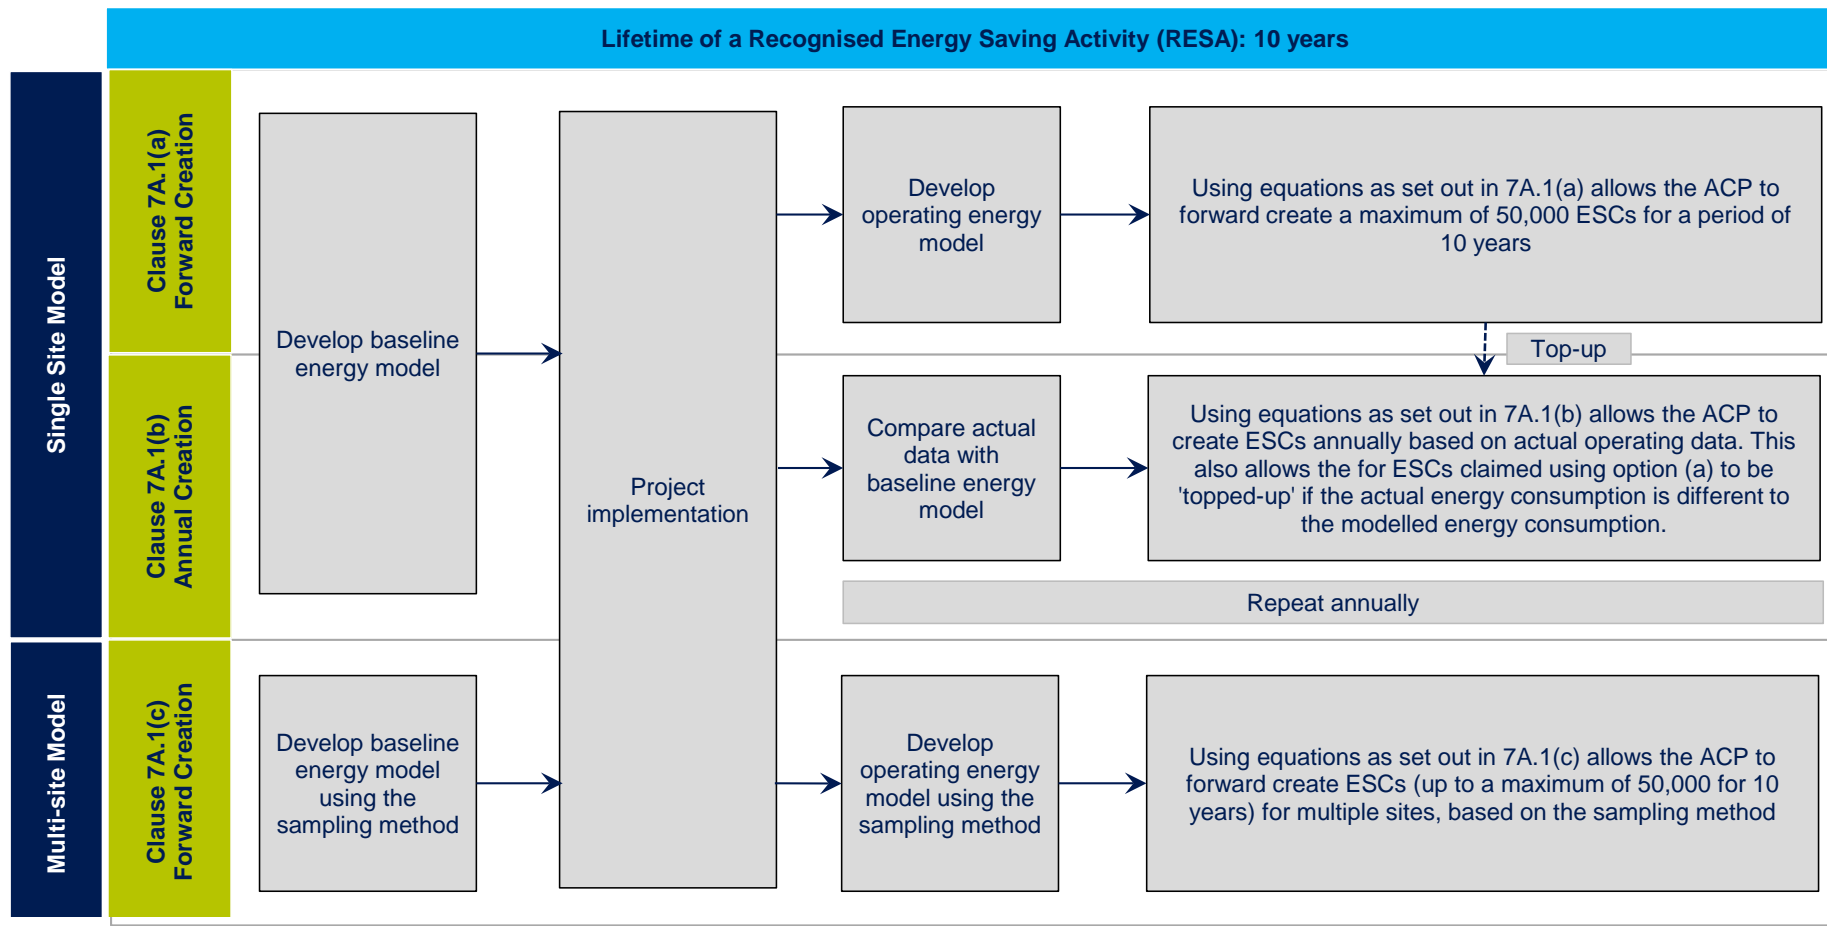 Lifetime of a Recognised Energy Saving Activity (RESA): 10 years
Single Site Model
Clause 7A.1(a)
Forward Creation
Develop baseline
energy model
Project
implementation
Develop
operating energy
model
Using equations as set out in 7A.1(a) allows the ACP to
forward create a maximum of 50,000 ESCs for a period of
10 years
Top-up
Clause 7A.1(b)
Annual Creation
Compare actual
data with
baseline energy
model
Using equations as set out in 7A.1(b) allows the ACP to
create ESCs annually based on actual operating data. This
also allows the for ESCs claimed using option (a) to be
'topped-up' if the actual energy consumption is different to
the modelled energy consumption.
Repeat annually
Multi-site Model
Clause 7A.1(c)
Forward Creation
Develop baseline
energy model
using the
sampling method
Develop
operating energy
model using the
sampling method
Using equations as set out in 7A.1(c) allows the ACP to
forward create ESCs (up to a maximum of 50,000 for 10
years) for multiple sites, based on the sampling method